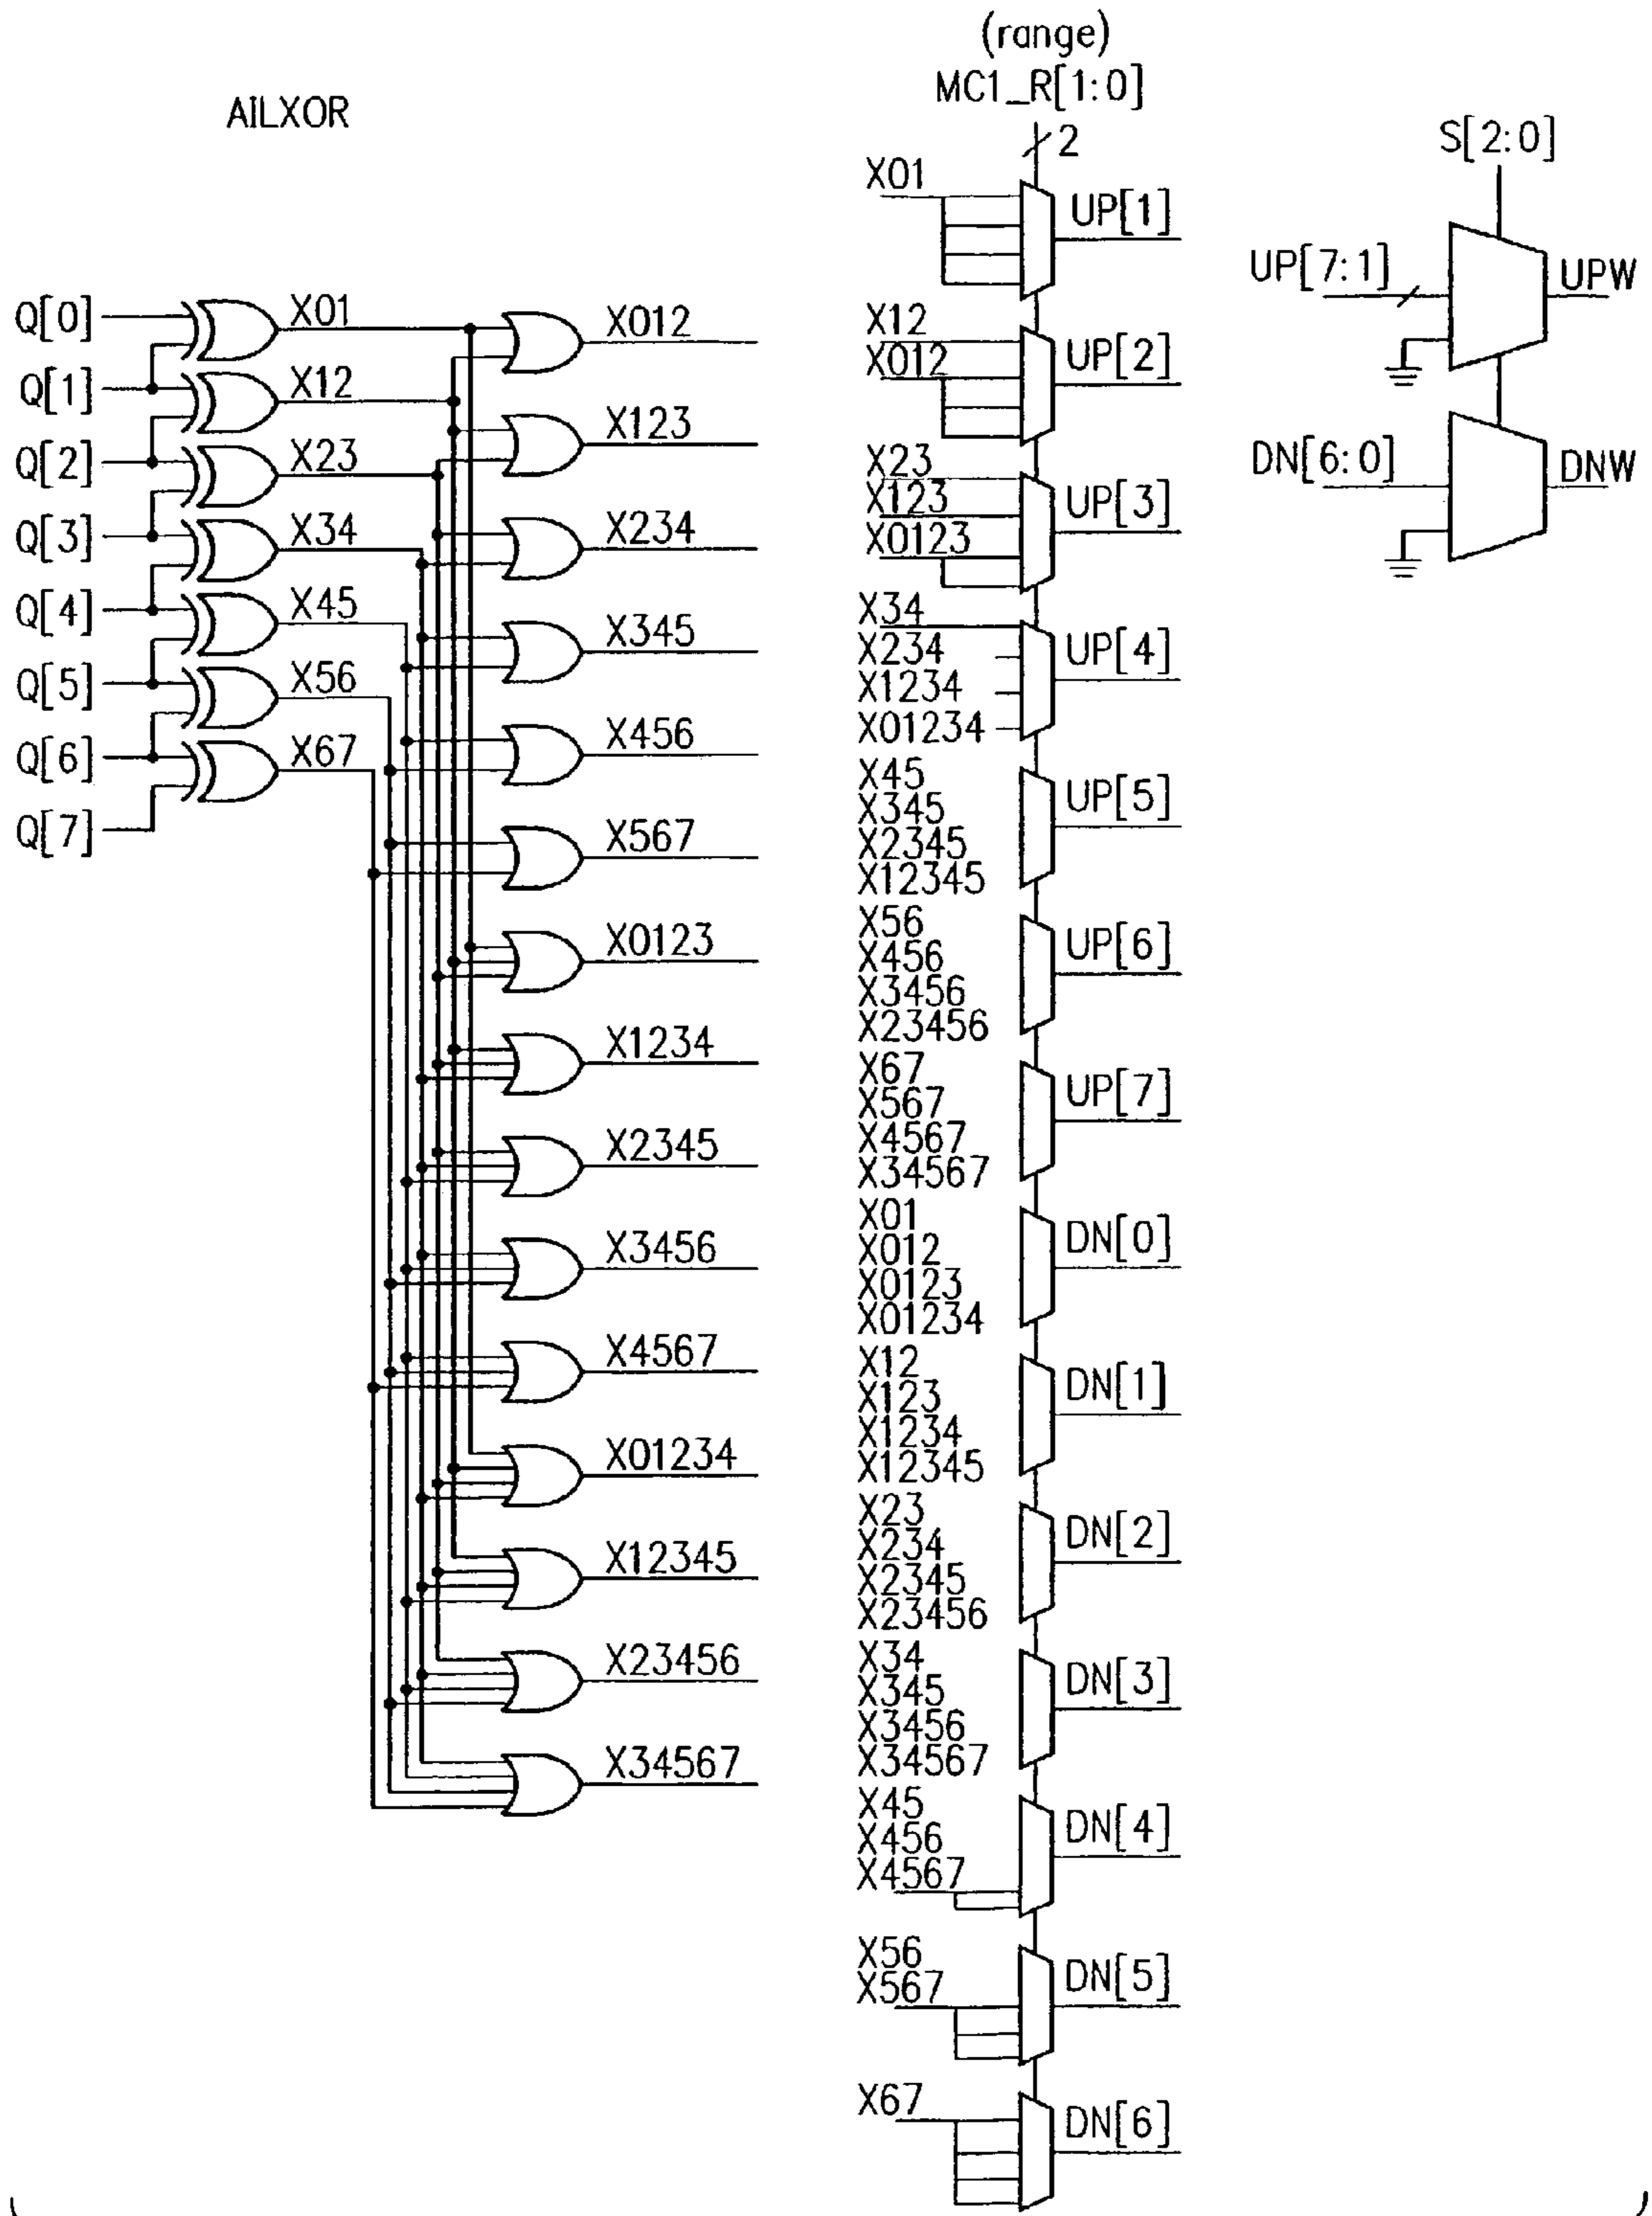 AILXOR
Q[0]
Q[1]
Q[2]
Q[3]
Q[4]
Q[5]
Q[6]
Q[7]
X01
X12
X23
X34
X45
X56
X67
X012
X123
X234
X345
X456
X567
X0123
X1234
X2345
X3456
X4567
X01234
X12345
X23456
X34567
(range)
MC1_R[1:0]
2
X01
UP[1]
X12
X012
UP[2]
X23
X123
X0123
UP[3]
X34
X234
X1234
X01234
UP[4]
X45
X345
X2345
X12345
UP[5]
X56
X456
X3456
X23456
UP[6]
X67
X567
X4567
X34567
UP[7]
X01
X012
X0123
X01234
DN[0]
X12
X123
X1234
X12345
DN[1]
X23
X234
X2345
X23456
DN[2]
X34
X345
X3456
X34567
DN[3]
X45
X456
X4567
DN[4]
X56
X567
DN[5]
X67
DN[6]
S[2:0]
UP[7:1]
UPW
DN[6:0]
DNW